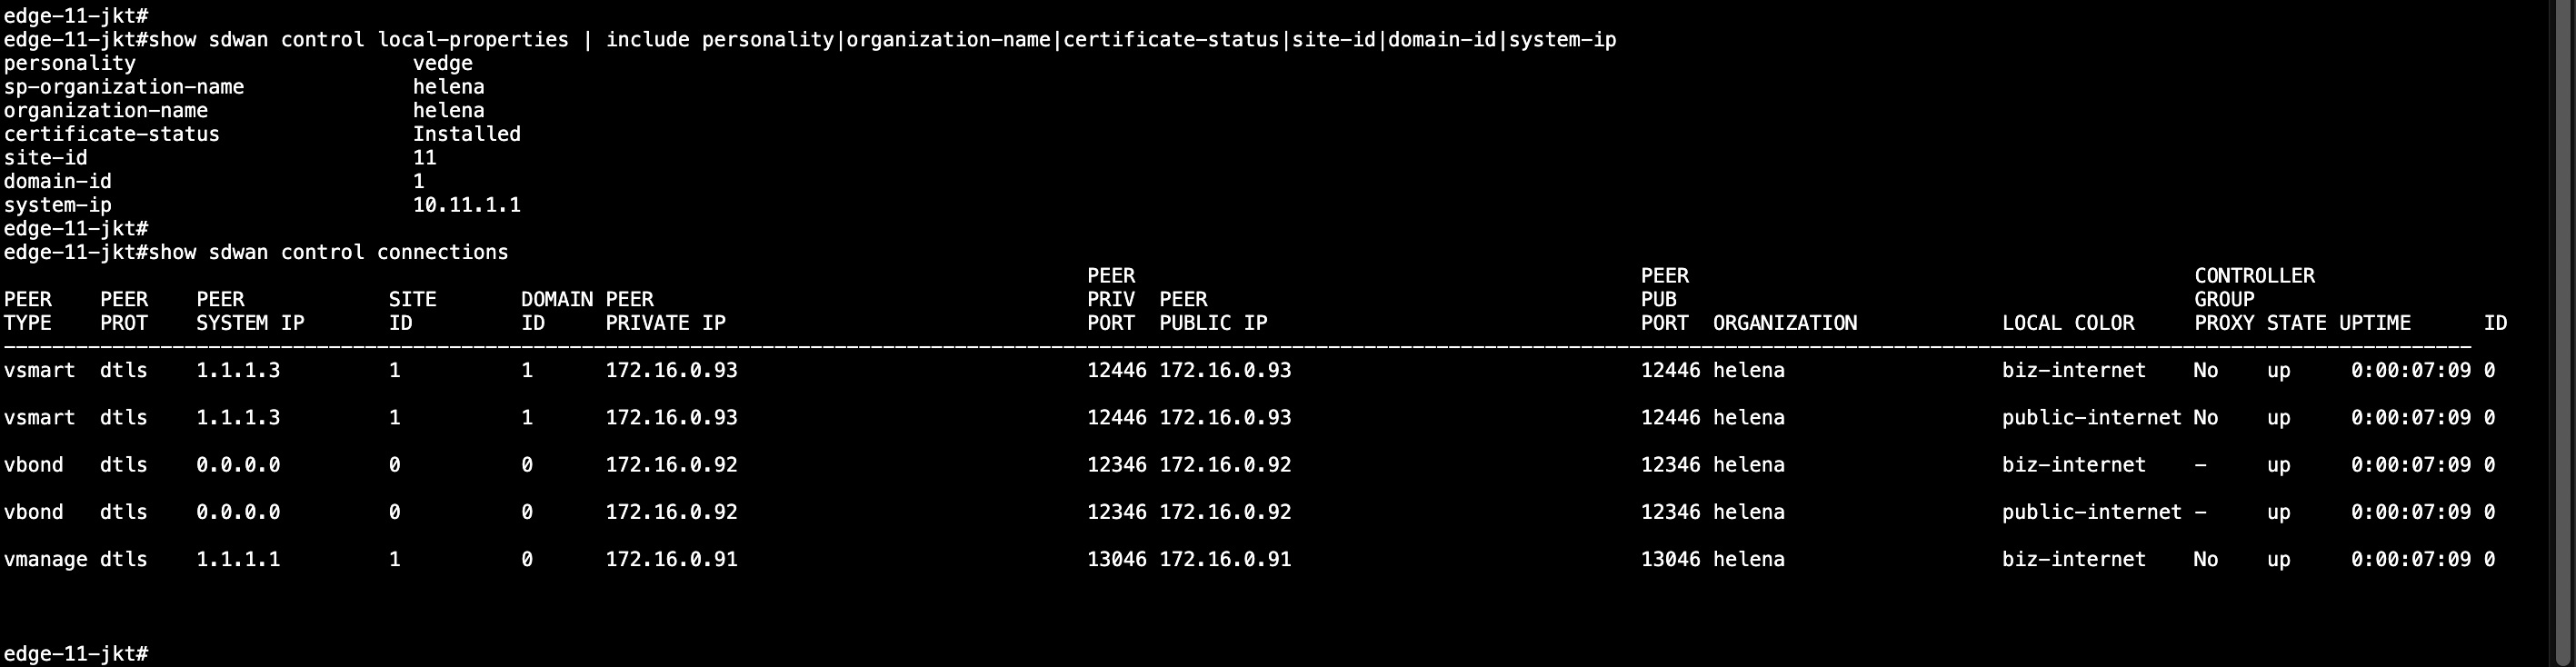 edge-11-jkt#
edge-11-jkt#show sdwan control local-properties | include personality|organization-name|certificate-status|site-id|domain-id|system-ip
personality                       vedge
sp-organization-name              helena
organization-name                 helena
certificate-status                Installed
site-id                           11
domain-id                         1
system-ip                         10.11.1.1
edge-11-jkt#
edge-11-jkt#show sdwan control connections
PEER PEER CONTROLLER
PEER PEER PEER SITE DOMAIN PEER PRIV PEER PUB GROUP
TYPE PROT SYSTEM IP ID ID PRIVATE IP PORT PUBLIC IP PORT ORGANIZATION LOCAL COLOR PROXY STATE UPTIME ID
vsmart dtls 1.1.1.3 1 1 172.16.0.93 12446 172.16.0.93 12446 helena biz-internet No up 0:00:07:09 0
vsmart dtls 1.1.1.3 1 1 172.16.0.93 12446 172.16.0.93 12446 helena public-internet No up 0:00:07:09 0
vbond dtls 0.0.0.0 0 0 172.16.0.92 12346 172.16.0.92 12346 helena biz-internet - up 0:00:07:09 0
vbond dtls 0.0.0.0 0 0 172.16.0.92 12346 172.16.0.92 12346 helena public-internet - up 0:00:07:09 0
vmanage dtls 1.1.1.1 1 0 172.16.0.91 13046 172.16.0.91 13046 helena biz-internet No up 0:00:07:09 0
edge-11-jkt#